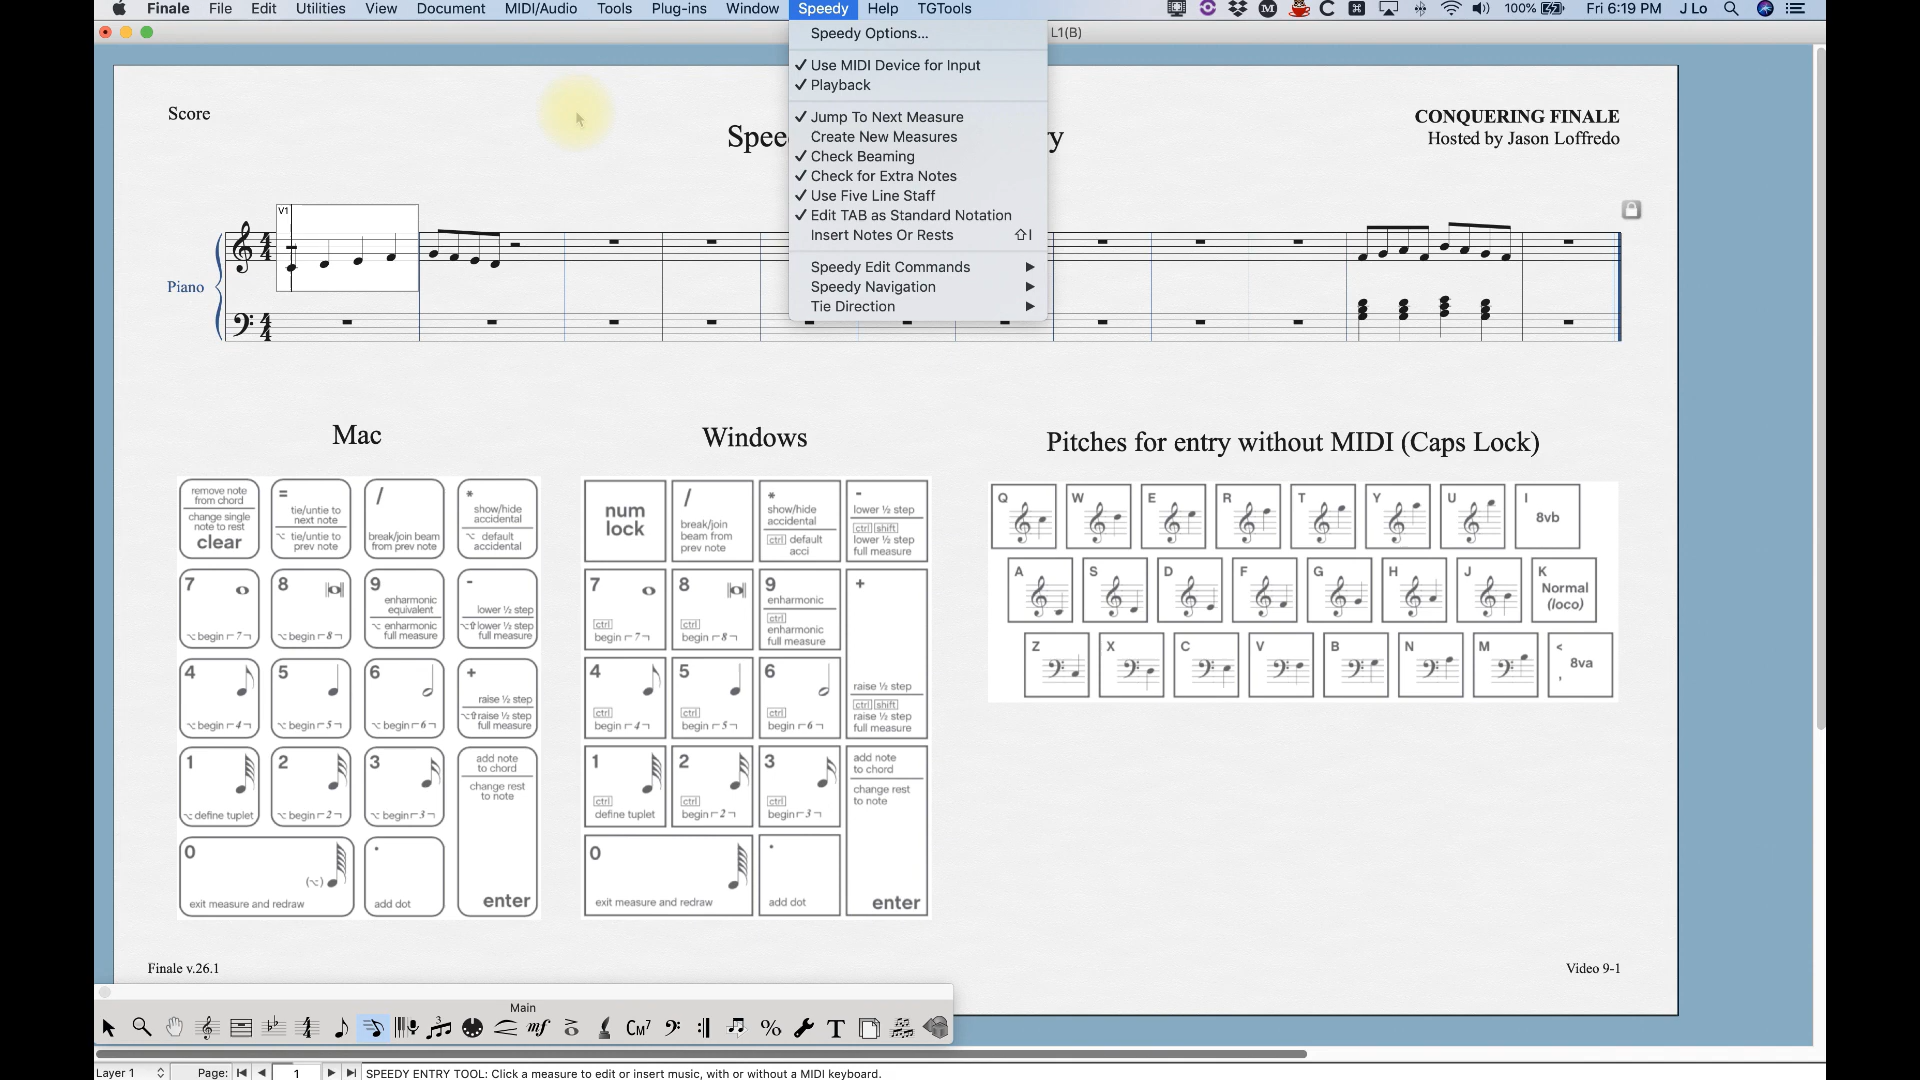 Finale File Edit Utilities View Document MIDI/Audio Tools Plug-ins Window Speedy Help TGTools 100% Fri 6:19 PM J Lo
L1(B)
Speedy Options...
✓ Use MIDI Device for Input
✓ Playback
✓ Jump To Next Measure
Create New Measures
✓ Check Beaming
✓ Check for Extra Notes
✓ Use Five Line Staff
✓ Edit TAB as Standard Notation
Insert Notes Or Rests ⇧I
Speedy Edit Commands ▶
Speedy Navigation ▶
Tie Direction ▶
Score
Spee
y
CONQUERING FINALE
Hosted by Jason Loffredo
V1
Piano
Mac
remove note
from chord
change single
note to rest
clear
=
tie/untie to
next note
⌥ tie/untie to
prev note
/
break/join beam
from prev note
*
show/hide
accidental
⌥ default
accidental
7
⌥ begin ⌐7¬
8
⌥ begin ⌐8¬
9
enharmonic
equivalent
⌥ enharmonic
full measure
-
lower ½ step
⌥⇧lower ½ step
full measure
4
⌥ begin ⌐4¬
5
⌥ begin ⌐5¬
6
⌥ begin ⌐6¬
+
raise ½ step
⌥⇧raise ½ step
full measure
1
⌥ define tuplet
2
⌥ begin ⌐2¬
3
⌥ begin ⌐3¬
add note
to chord
change rest
to note
enter
0
(⌥)
exit measure and redraw
.
add dot
Windows
num
lock
/
break/join
beam from
prev note
*
show/hide
accidental
ctrl default
acci
-
lower ½ step
ctrl shift
lower ½ step
full measure
7
ctrl
begin ⌐7¬
8
ctrl
begin ⌐8¬
9
enharmonic
ctrl
enharmonic
full measure
+
raise ½ step
ctrl shift
raise ½ step
full measure
4
ctrl
begin ⌐4¬
5
ctrl
begin ⌐5¬
6
ctrl
begin ⌐6¬
1
ctrl
define tuplet
2
ctrl
begin ⌐2¬
3
ctrl
begin ⌐3¬
add note
to chord
change rest
to note
enter
0
exit measure and redraw
.
add dot
Pitches for entry without MIDI (Caps Lock)
Q W E R T Y U I
8vb
A S D F G H J K
Normal
(loco)
Z X C V B N M <
8va
,
Finale v.26.1
Video 9-1
Main
mf CM7 % T
Layer 1 Page: 1 SPEEDY ENTRY TOOL: Click a measure to edit or insert music, with or without a MIDI keyboard.